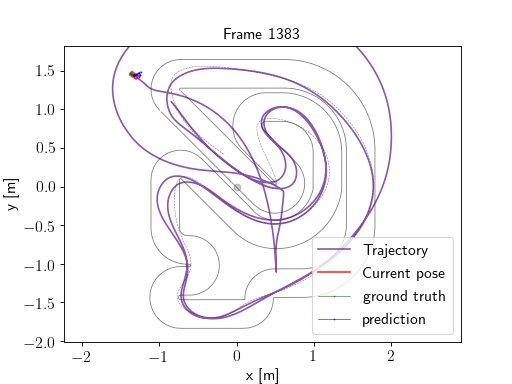 Frame 1383
y [m]
1.5
1.0
0.5
0.0
−0.5
−1.0
−1.5
−2.0
−2 −1 0 1 2
x [m]
Trajectory
Current pose
ground truth
prediction